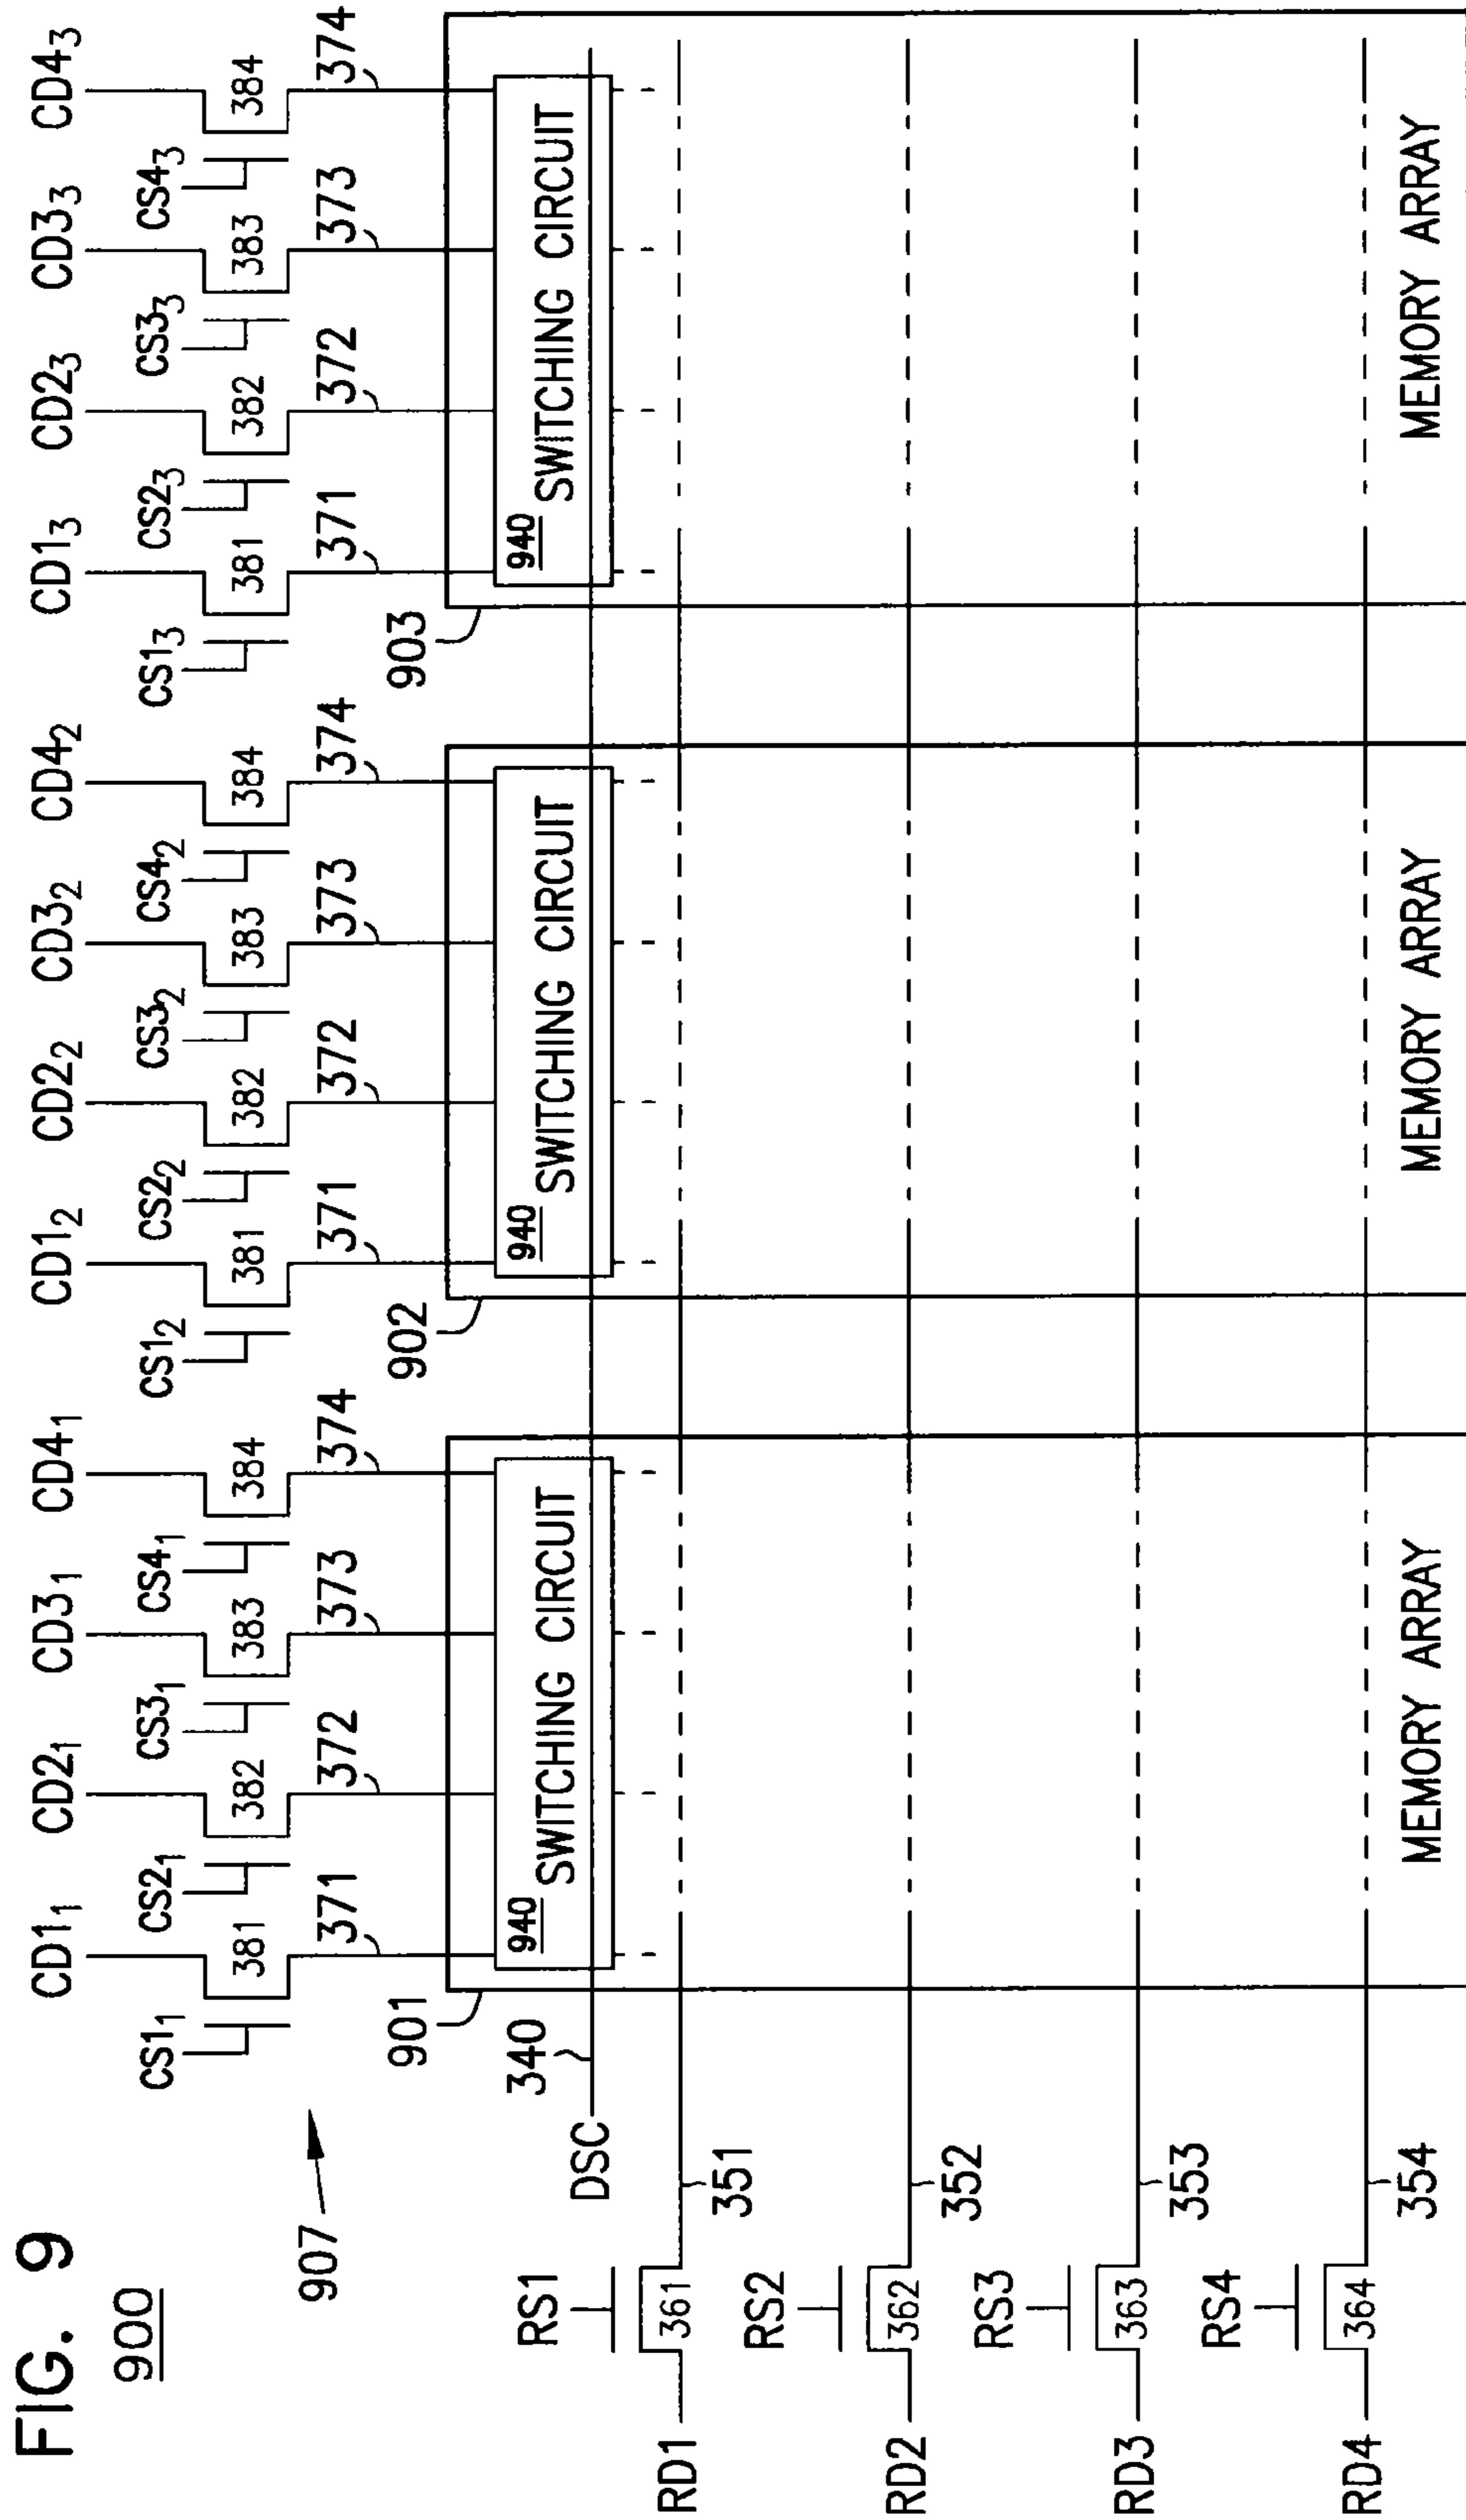 FIG. 9
900
907
CD1₁ CD2₁ CD3₁ CD4₁ CD1₂ CD2₂ CD3₂ CD4₂ CD1₃ CD2₃ CD3₃ CD4₃
CS1₁ CS2₁ CS3₁ CS4₁ CS1₂ CS2₂ CS3₂ CS4₂ CS1₃ CS2₃ CS3₃ CS4₃
381 382 383 384 381 382 383 384 381 382 383 384
371 372 373 374 371 372 373 374 371 372 373 374
901 902 903
340
940 940 940
SWITCHING CIRCUIT SWITCHING CIRCUIT SWITCHING CIRCUIT
DSC
RS1
RD1 361 351
RS2
RD2 362 352
RS3
RD3 363 353
RS4
RD4 364 354
MEMORY ARRAY MEMORY ARRAY MEMORY ARRAY